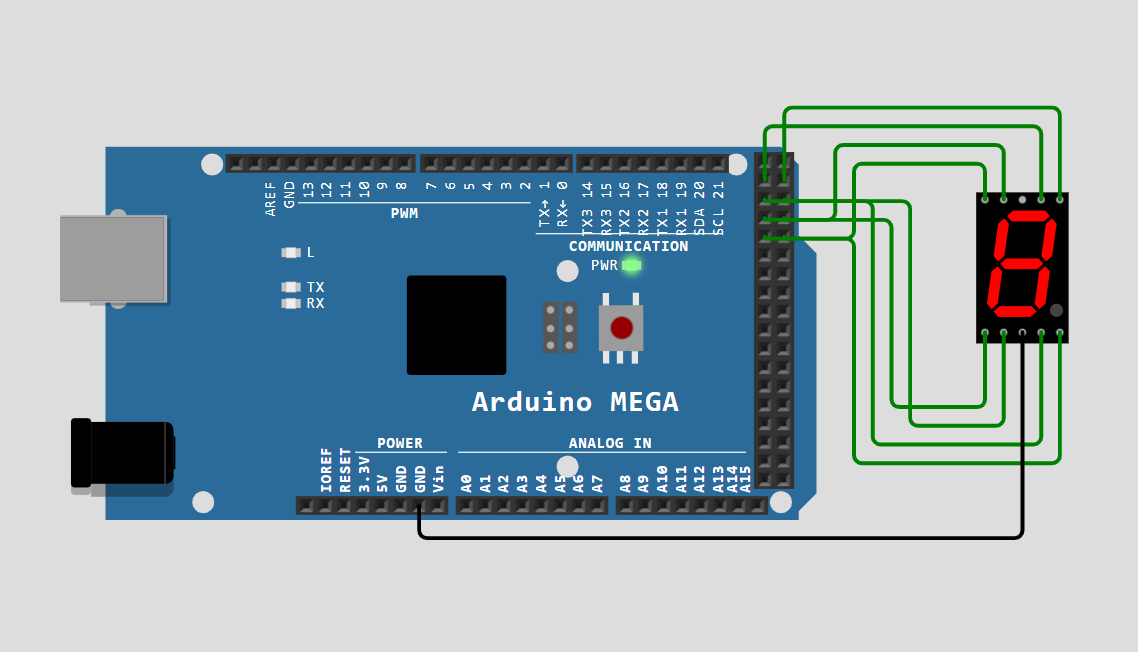 AREF GND 13 12 11 10 9 8 7 6 5 4 3 2 TX→ 1 RX← 0 TX3 14 RX3 15 TX2 16 RX2 17 TX1 18 RX1 19 SDA 20 SCL 21
PWM
COMMUNICATION
L
PWR
TX
RX
Arduino MEGA
POWER
ANALOG IN
IOREF RESET 3.3V 5V GND GND Vin A0 A1 A2 A3 A4 A5 A6 A7 A8 A9 A10 A11 A12 A13 A14 A15
8